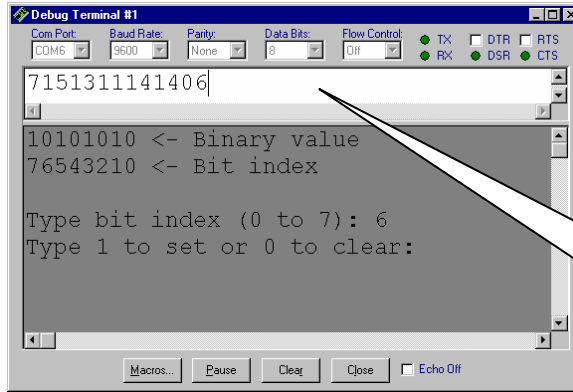 Debug Terminal #1
Com Port: Baud Rate: Parity: Data Bits: Flow Control: TX DTR RTS
COM6 9600 None 8 Off RX DSR CTS
7151311141406
10101010 <- Binary value
76543210 <- Bit index
Type bit index (0 to 7): 6
Type 1 to set or 0 to clear:
Macros... Pause Clear Close Echo Off